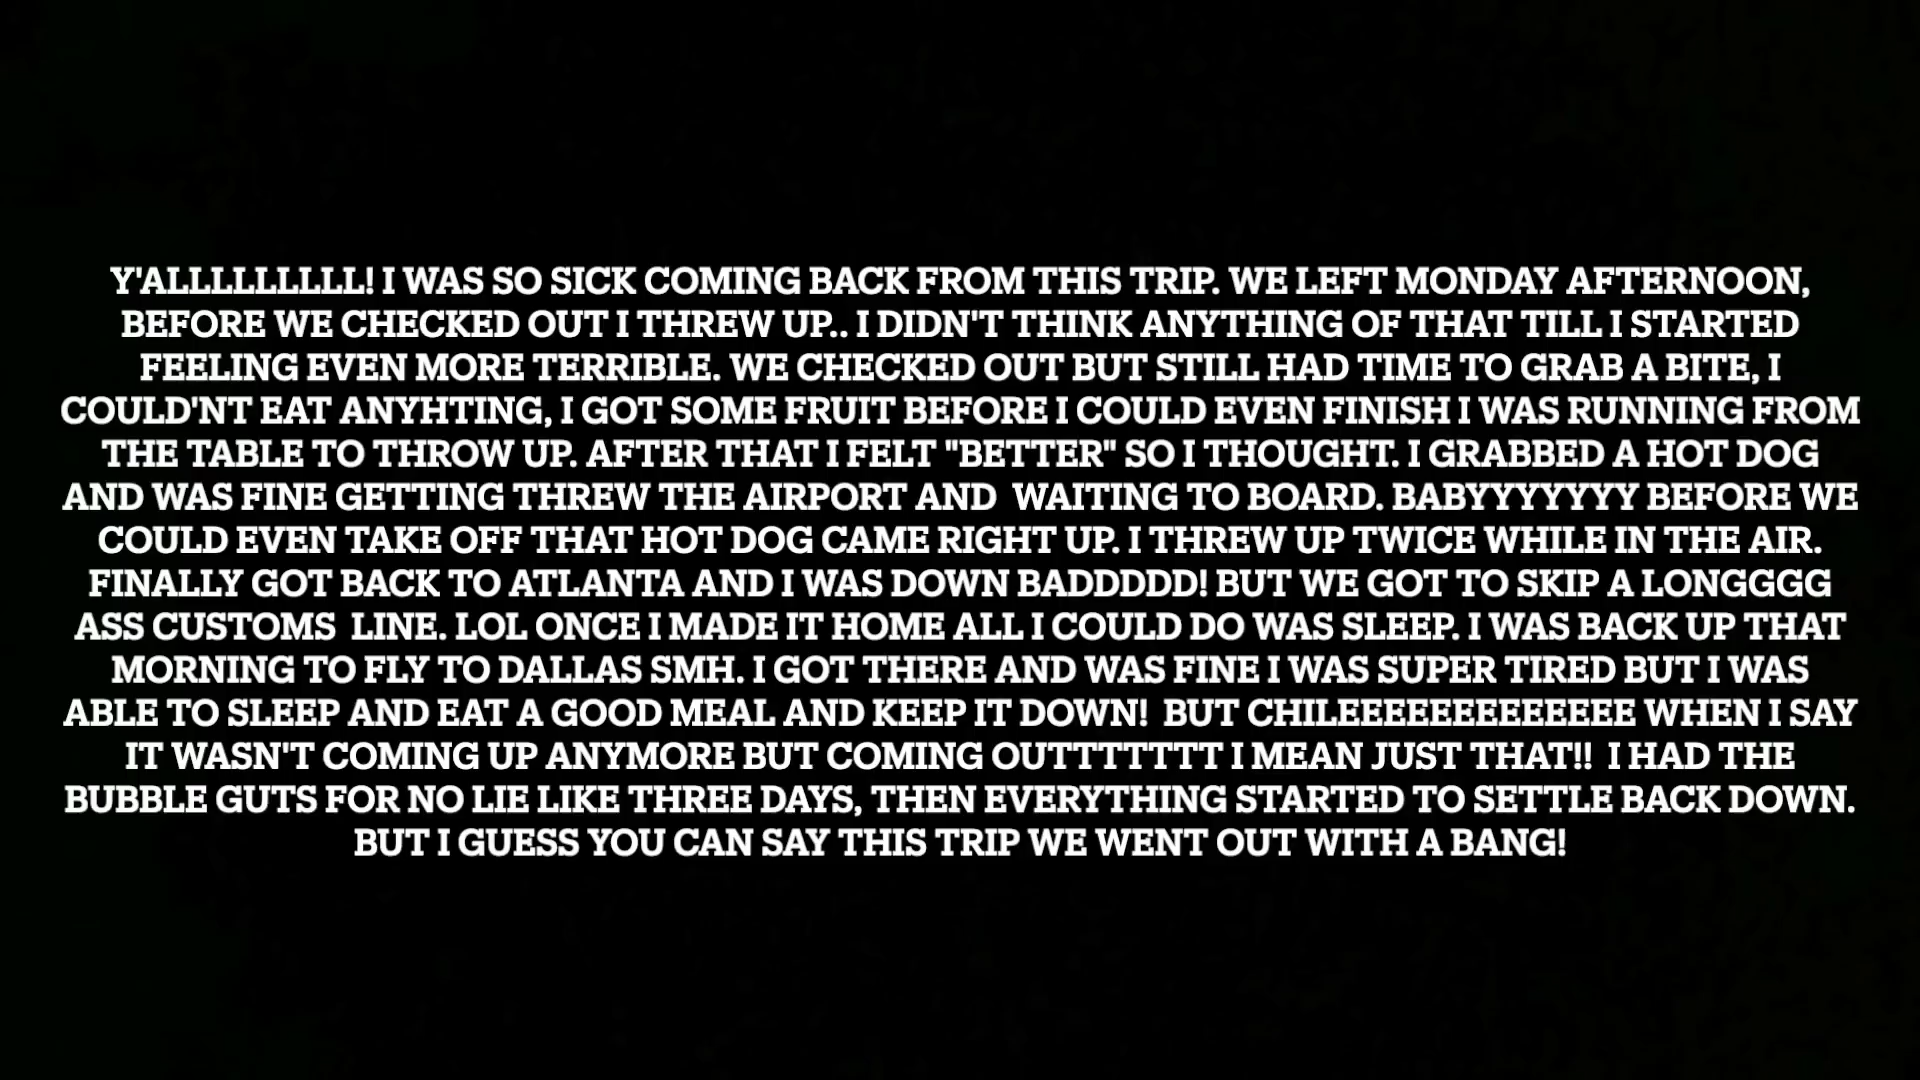 Y'ALLLLLLLLL! I WAS SO SICK COMING BACK FROM THIS TRIP. WE LEFT MONDAY AFTERNOON,
BEFORE WE CHECKED OUT I THREW UP.. I DIDN'T THINK ANYTHING OF THAT TILL I STARTED
FEELING EVEN MORE TERRIBLE. WE CHECKED OUT BUT STILL HAD TIME TO GRAB A BITE, I
COULD'NT EAT ANYHTING, I GOT SOME FRUIT BEFORE I COULD EVEN FINISH I WAS RUNNING FROM
THE TABLE TO THROW UP. AFTER THAT I FELT "BETTER" SO I THOUGHT. I GRABBED A HOT DOG
AND WAS FINE GETTING THREW THE AIRPORT AND  WAITING TO BOARD. BABYYYYYYY BEFORE WE
COULD EVEN TAKE OFF THAT HOT DOG CAME RIGHT UP. I THREW UP TWICE WHILE IN THE AIR.
FINALLY GOT BACK TO ATLANTA AND I WAS DOWN BADDDDD! BUT WE GOT TO SKIP A LONGGGG
ASS CUSTOMS  LINE. LOL ONCE I MADE IT HOME ALL I COULD DO WAS SLEEP. I WAS BACK UP THAT
MORNING TO FLY TO DALLAS SMH. I GOT THERE AND WAS FINE I WAS SUPER TIRED BUT I WAS
ABLE TO SLEEP AND EAT A GOOD MEAL AND KEEP IT DOWN!  BUT CHILEEEEEEEEEEEEE WHEN I SAY
IT WASN'T COMING UP ANYMORE BUT COMING OUTTTTTTT I MEAN JUST THAT!!  I HAD THE
BUBBLE GUTS FOR NO LIE LIKE THREE DAYS, THEN EVERYTHING STARTED TO SETTLE BACK DOWN.
BUT I GUESS YOU CAN SAY THIS TRIP WE WENT OUT WITH A BANG!